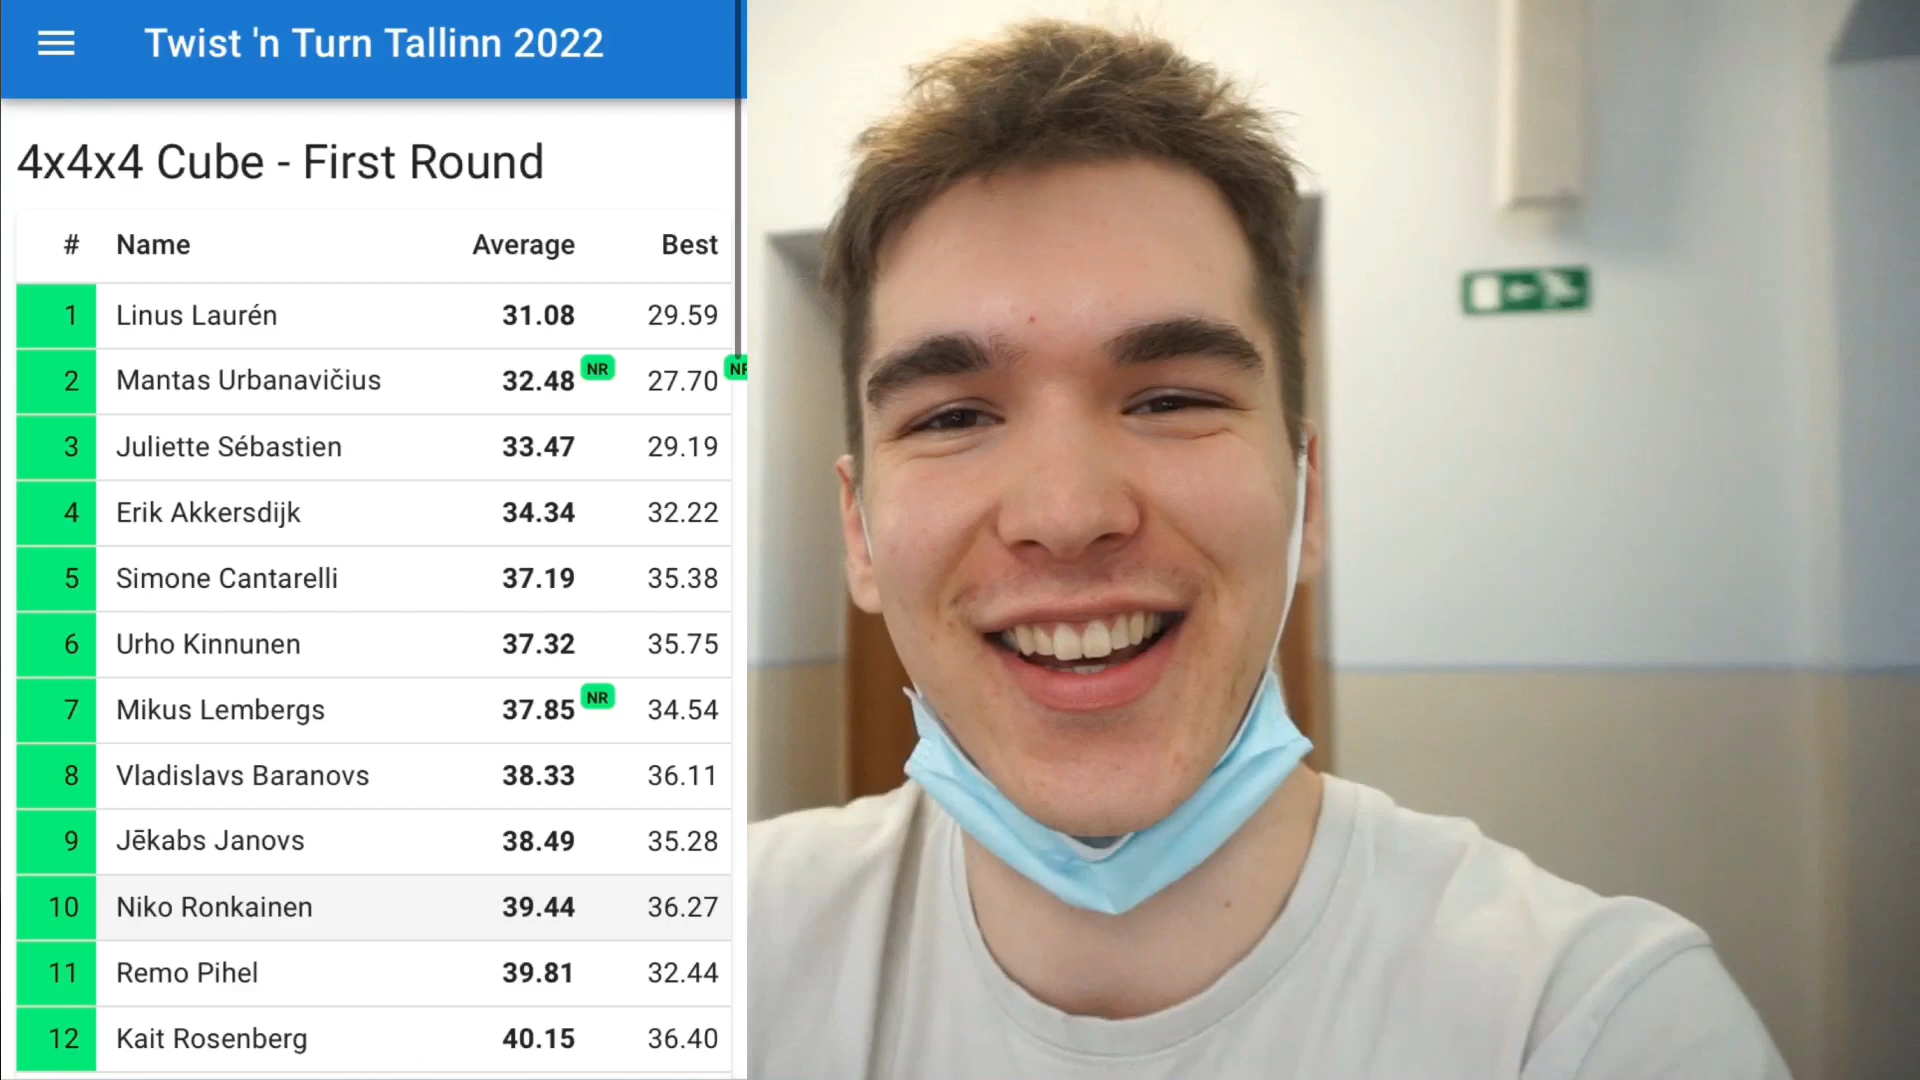 Twist 'n Turn Tallinn 2022
4x4x4 Cube - First Round
# Name Average Best
1 Linus Laurén 31.08 29.59
2 Mantas Urbanavičius 32.48 NR 27.70 NR
3 Juliette Sébastien 33.47 29.19
4 Erik Akkersdijk 34.34 32.22
5 Simone Cantarelli 37.19 35.38
6 Urho Kinnunen 37.32 35.75
7 Mikus Lembergs 37.85 NR 34.54
8 Vladislavs Baranovs 38.33 36.11
9 Jēkabs Janovs 38.49 35.28
10 Niko Ronkainen 39.44 36.27
11 Remo Pihel 39.81 32.44
12 Kait Rosenberg 40.15 36.40